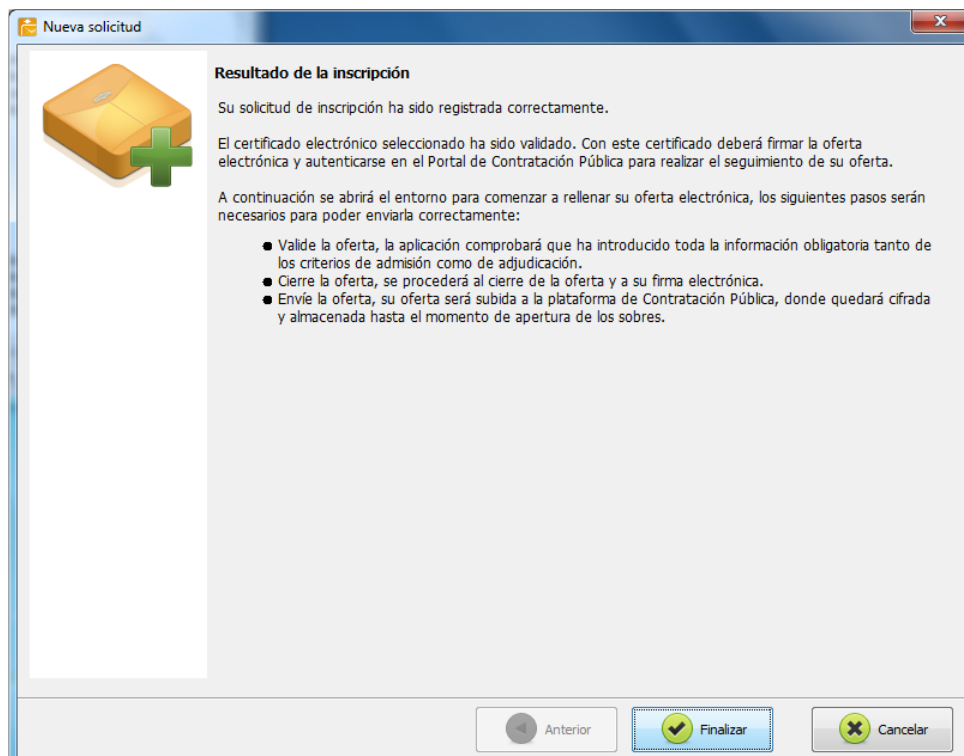 Nueva solicitud
Resultado de la inscripción
Su solicitud de inscripción ha sido registrada correctamente.
El certificado electrónico seleccionado ha sido validado. Con este certificado deberá firmar la oferta
electrónica y autenticarse en el Portal de Contratación Pública para realizar el seguimiento de su oferta.
A continuación se abrirá el entorno para comenzar a rellenar su oferta electrónica, los siguientes pasos serán
necesarios para poder enviarla correctamente:
● Valide la oferta, la aplicación comprobará que ha introducido toda la información obligatoria tanto de
los criterios de admisión como de adjudicación.
● Cierre la oferta, se procederá al cierre de la oferta y a su firma electrónica.
● Envíe la oferta, su oferta será subida a la plataforma de Contratación Pública, donde quedará cifrada
y almacenada hasta el momento de apertura de los sobres.
Anterior Finalizar Cancelar